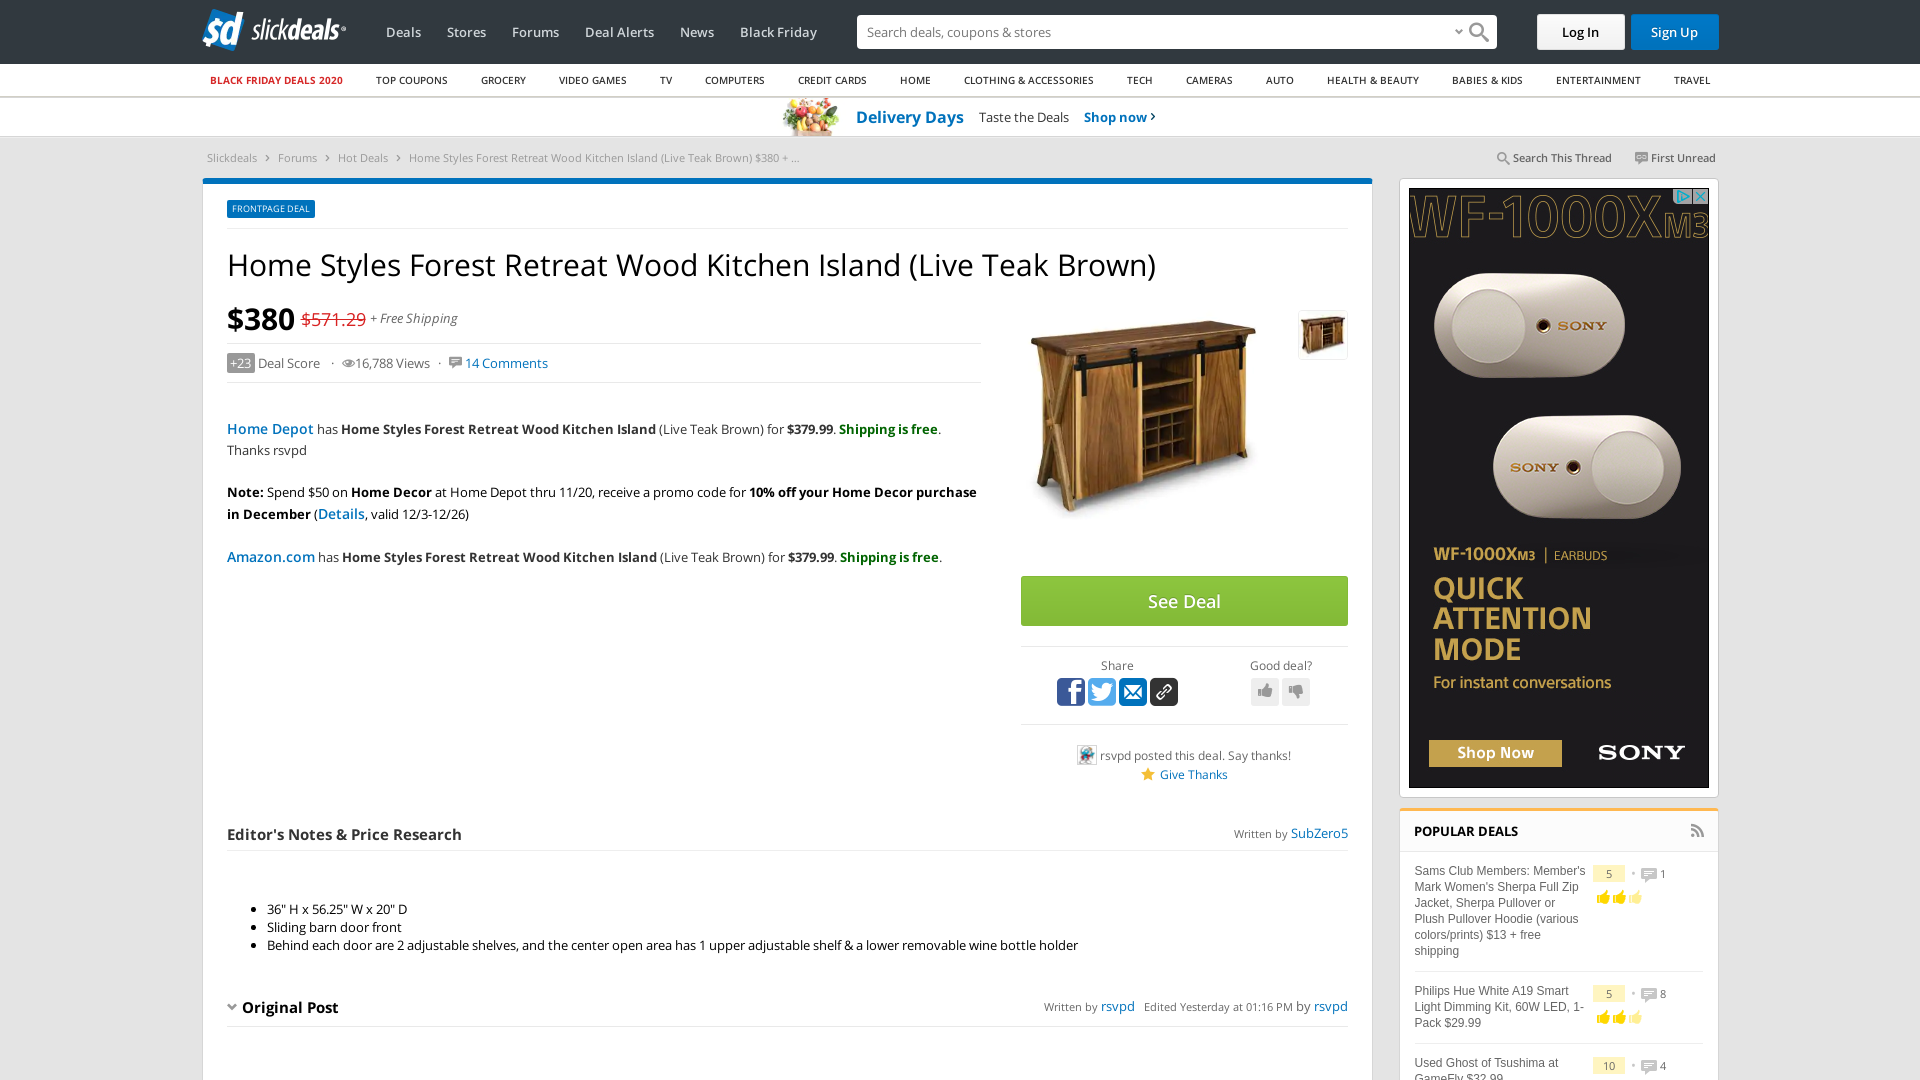 slickdeals
Deals Stores Forums Deal Alerts News Black Friday
Search deals, coupons & stores
Log In
Sign Up
BLACK FRIDAY DEALS 2020 TOP COUPONS GROCERY VIDEO GAMES TV COMPUTERS CREDIT CARDS HOME CLOTHING & ACCESSORIES TECH CAMERAS AUTO HEALTH & BEAUTY BABIES & KIDS ENTERTAINMENT TRAVEL
Delivery Days Taste the Deals Shop now
Slickdeals Forums Hot Deals Home Styles Forest Retreat Wood Kitchen Island (Live Teak Brown) $380 + ...
Search This Thread First Unread
FRONTPAGE DEAL
Home Styles Forest Retreat Wood Kitchen Island (Live Teak Brown)
$380 $571.29 + Free Shipping
+23 Deal Score · 16,788 Views · 14 Comments
Home Depot has Home Styles Forest Retreat Wood Kitchen Island (Live Teak Brown) for $379.99. Shipping is free.
Thanks rsvpd
Note: Spend $50 on Home Decor at Home Depot thru 11/20, receive a promo code for 10% off your Home Decor purchase
in December (Details, valid 12/3-12/26)
Amazon.com has Home Styles Forest Retreat Wood Kitchen Island (Live Teak Brown) for $379.99. Shipping is free.
See Deal
Share
Good deal?
rsvpd posted this deal. Say thanks!
Give Thanks
Editor's Notes & Price Research
Written by SubZero5
36" H x 56.25" W x 20" D
Sliding barn door front
Behind each door are 2 adjustable shelves, and the center open area has 1 upper adjustable shelf & a lower removable wine bottle holder
Original Post
Written by rsvpd Edited Yesterday at 01:16 PM by rsvpd
WF-1000XM3
SONY
SONY
WF-1000XM3 | EARBUDS
QUICK
ATTENTION
MODE
For instant conversations
Shop Now
SONY
POPULAR DEALS
Sams Club Members: Member's
Mark Women's Sherpa Full Zip
Jacket, Sherpa Pullover or
Plush Pullover Hoodie (various
colors/prints) $13 + free
shipping
5 • 1
Philips Hue White A19 Smart
Light Dimming Kit, 60W LED, 1-
Pack $29.99
5 • 8
Used Ghost of Tsushima at
GameFly $32.99
10 • 4